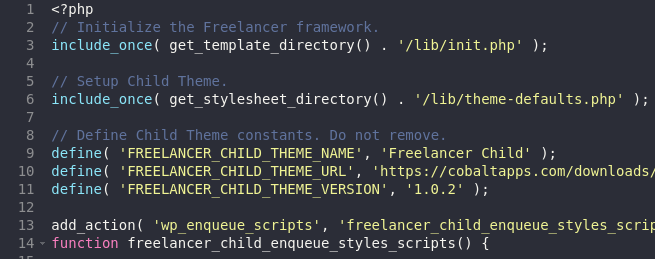 1 <?php
2 // Initialize the Freelancer framework.
3 include_once( get_template_directory() . '/lib/init.php' );
4
5 // Setup Child Theme.
6 include_once( get_stylesheet_directory() . '/lib/theme-defaults.php' );
7
8 // Define Child Theme constants. Do not remove.
9 define( 'FREELANCER_CHILD_THEME_NAME', 'Freelancer Child' );
10 define( 'FREELANCER_CHILD_THEME_URL', 'https://cobaltapps.com/downloads/
11 define( 'FREELANCER_CHILD_THEME_VERSION', '1.0.2' );
12
13 add_action( 'wp_enqueue_scripts', 'freelancer_child_enqueue_styles_scrip
14 function freelancer_child_enqueue_styles_scripts() {